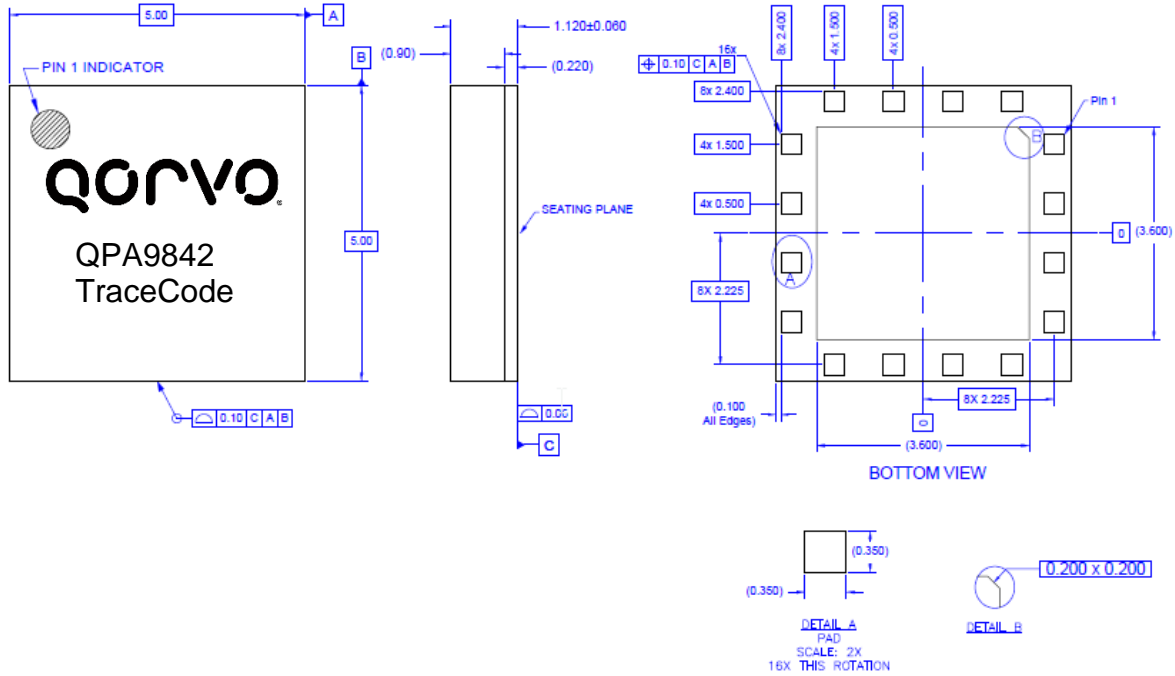 5.00
A
B
PIN 1 INDICATOR
QORVO
QPA9842
TraceCode
5.00
0.10 C A B
1.120±0.060
(0.90)
(0.220)
SEATING PLANE
C
16x
0.10 C A B
8x 2.400
4x 1.500
4x 0.500
8x 2.400
4x 1.500
4x 0.500
8X 2.225
A
B
Pin 1
0
(3.600)
8X 2.225
0
(0.100
All Edges)
(3.600)
BOTTOM VIEW
(0.350)
(0.350)
DETAIL A
PAD
SCALE: 2X
16X THIS ROTATION
0.200 x 0.200
DETAIL B